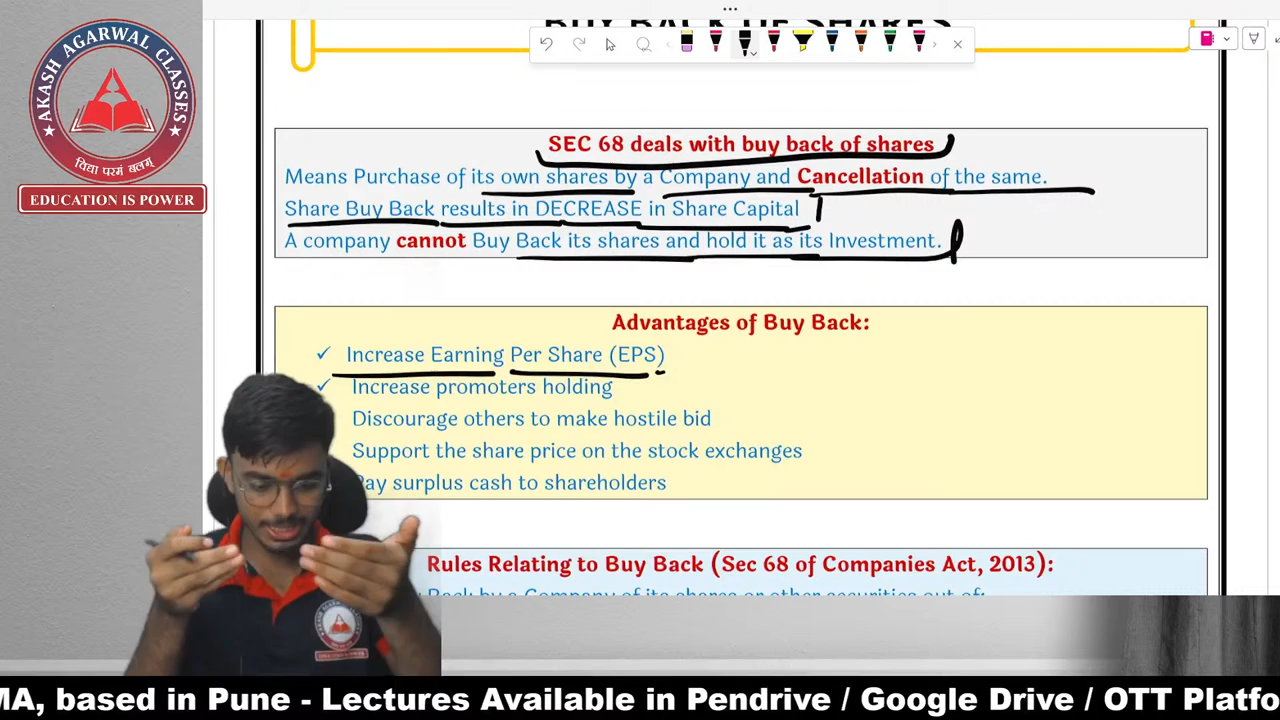 BUY BACK OF SHARES
AKASH AGARWAL CLASSES
विद्या परमं बलम्
EDUCATION IS POWER
SEC 68 deals with buy back of shares
Means Purchase of its own shares by a Company and Cancellation of the same.
Share Buy Back results in DECREASE in Share Capital
A company cannot Buy Back its shares and hold it as its Investment.
Advantages of Buy Back:
✓ Increase Earning Per Share (EPS)
✓ Increase promoters holding
Discourage others to make hostile bid
Support the share price on the stock exchanges
Pay surplus cash to shareholders
Rules Relating to Buy Back (Sec 68 of Companies Act, 2013):
Back by a Company of its shares or other securities out of:
MA, based in Pune - Lectures Available in Pendrive / Google Drive / OTT Platfo